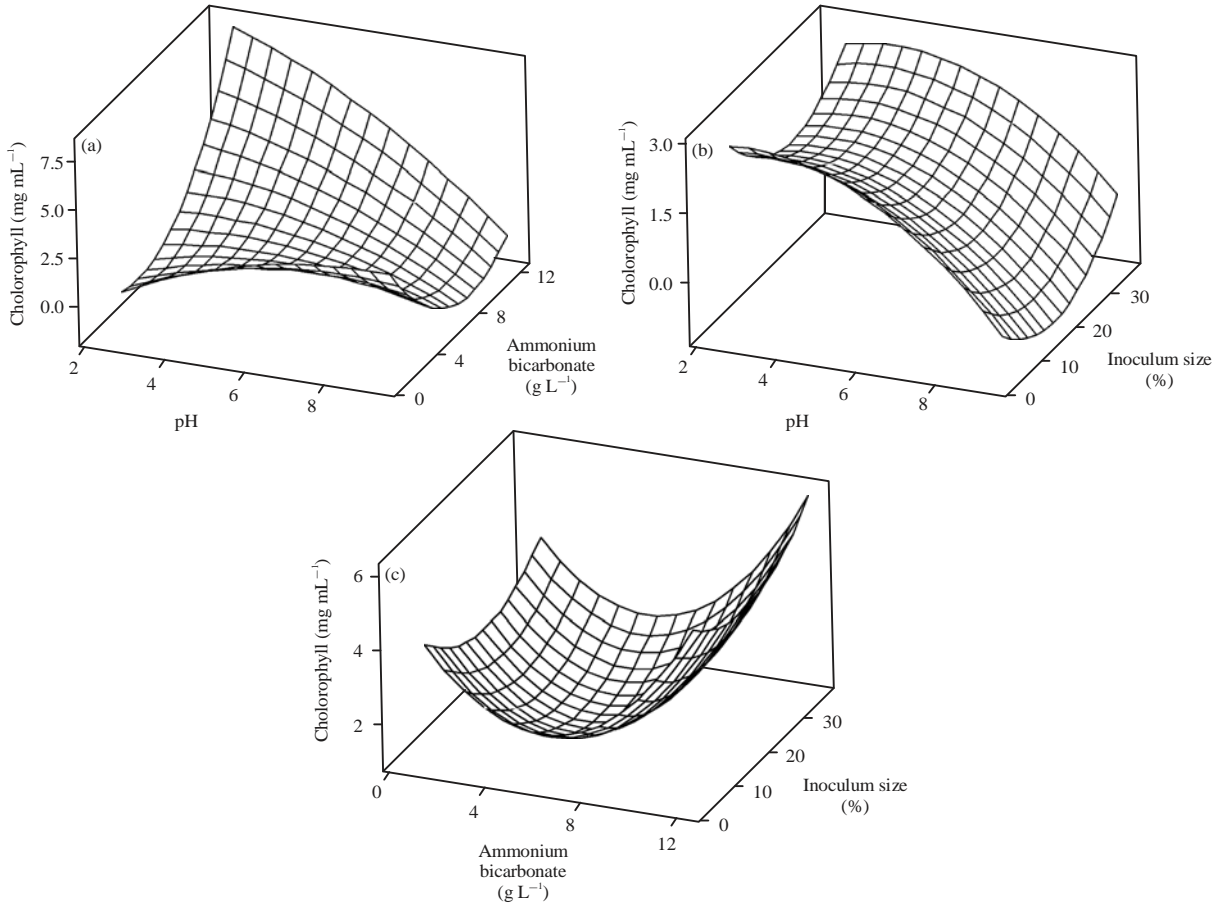 (a)
Cholorophyll (mg mL⁻¹)
7.5
5.0
2.5
0.0
2
4
6
8
pH
0
4
8
12
Ammonium
bicarbonate
(g L⁻¹)
(b)
Cholorophyll (mg mL⁻¹)
3.0
1.5
0.0
2
4
6
8
pH
0
10
20
30
Inoculum size
(%)
(c)
Cholorophyll (mg mL⁻¹)
6
4
2
0
4
8
12
Ammonium
bicarbonate
(g L⁻¹)
0
10
20
30
Inoculum size
(%)